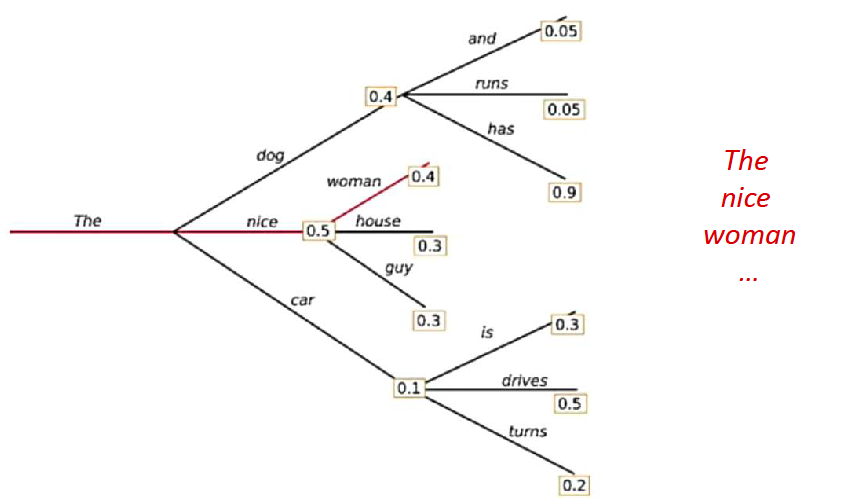 and
0.05
runs
0.4
0.05
has
dog
The
woman
0.4
nice
0.9
woman
The
nice
house
...
0.5
0.3
guy
car
0.3
is
0.3
drives
0.1
0.5
turns
0.2